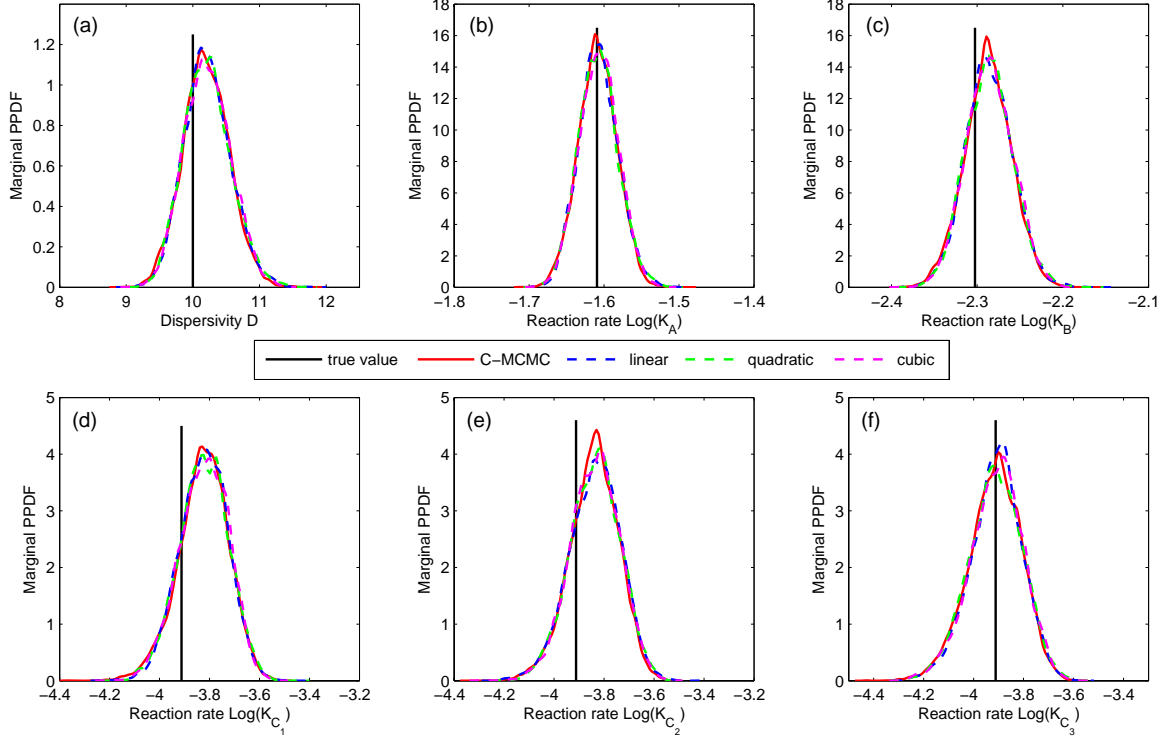 (a)
Marginal PPDF
1.2
1
0.8
0.6
0.4
0.2
0
8 9 10 11 12
Dispersivity D
(b)
Marginal PPDF
18
16
14
12
10
8
6
4
2
0
−1.8 −1.7 −1.6 −1.5 −1.4
Reaction rate Log(K_A)
(c)
Marginal PPDF
18
16
14
12
10
8
6
4
2
0
−2.4 −2.3 −2.2 −2.1
Reaction rate Log(K_B)
true value C−MCMC linear quadratic cubic
(d)
Marginal PPDF
5
4
3
2
1
0
−4.4 −4.2 −4 −3.8 −3.6 −3.4 −3.2
Reaction rate Log(K_C_1)
(e)
Marginal PPDF
5
4
3
2
1
0
−4.4 −4.2 −4 −3.8 −3.6 −3.4 −3.2
Reaction rate Log(K_C_2)
(f)
Marginal PPDF
5
4
3
2
1
0
−4.4 −4.2 −4 −3.8 −3.6 −3.4
Reaction rate Log(K_C_3)